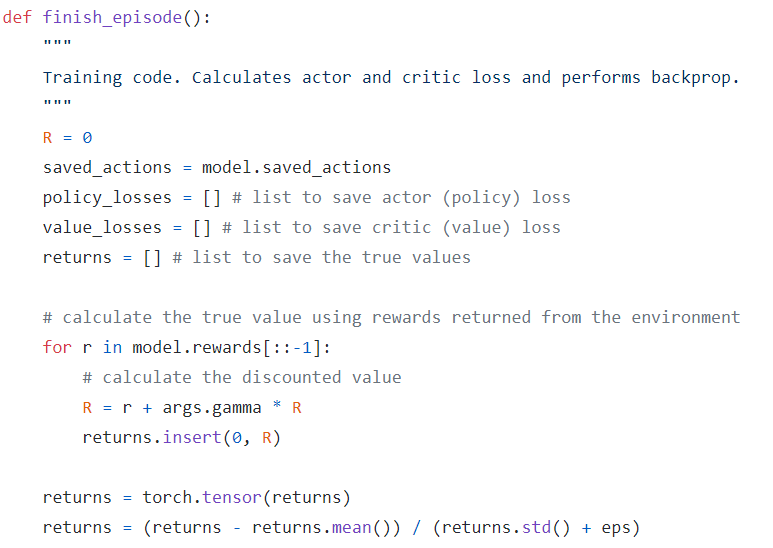 def finish_episode():
    """
    Training code. Calculates actor and critic loss and performs backprop.
    """
    R = 0
    saved_actions = model.saved_actions
    policy_losses = [] # list to save actor (policy) loss
    value_losses = [] # list to save critic (value) loss
    returns = [] # list to save the true values

    # calculate the true value using rewards returned from the environment
    for r in model.rewards[::-1]:
        # calculate the discounted value
        R = r + args.gamma * R
        returns.insert(0, R)

    returns = torch.tensor(returns)
    returns = (returns - returns.mean()) / (returns.std() + eps)